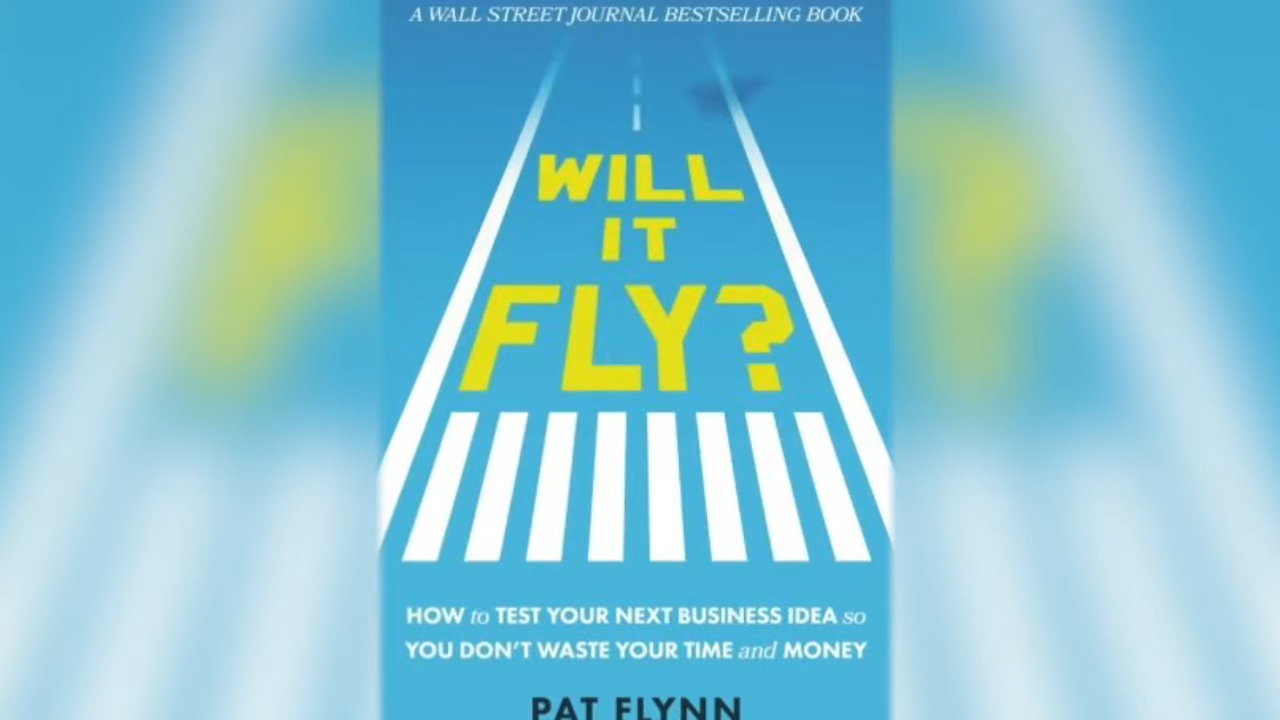 A WALL STREET JOURNAL BESTSELLING BOOK
WILL
IT
FLY?
HOW to TEST YOUR NEXT BUSINESS IDEA so
YOU DON'T WASTE YOUR TIME and MONEY
PAT FLYNN